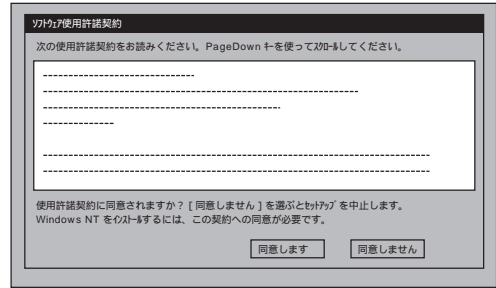 ｿﾌﾄｳｪｱ使用許諾契約
次の使用許諾契約をお読みください。PageDown ｷｰを使ってｽｸﾛｰﾙしてください。
使用許諾契約に同意されますか？[ 同意しません ] を選ぶとｾｯﾄｱｯﾌﾟを中止します。
Windows NT をｲﾝｽﾄｰﾙするには、この契約への同意が必要です。
同意します 同意しません